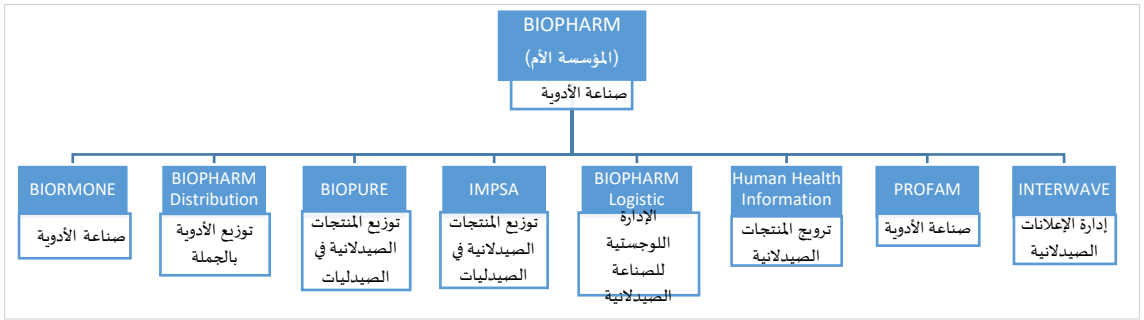 BIOPHARM
(المؤسسة الأم)
صناعة الأدوية
BIORMONE
صناعة الأدوية
BIOPHARM
Distribution
توزيع الأدوية
بالجملة
BIOPURE
توزيع المنتجات
الصيدلانية في
الصيدليات
IMPSA
توزيع المنتجات
الصيدلانية في
الصيدليات
BIOPHARM
Logistic
الإدارة
اللوجستية
للصناعة
الصيدلانية
Human Health
Information
ترويج المنتجات
الصيدلانية
PROFAM
صناعة الأدوية
INTERWAVE
إدارة الإعلانات
الصيدلانية